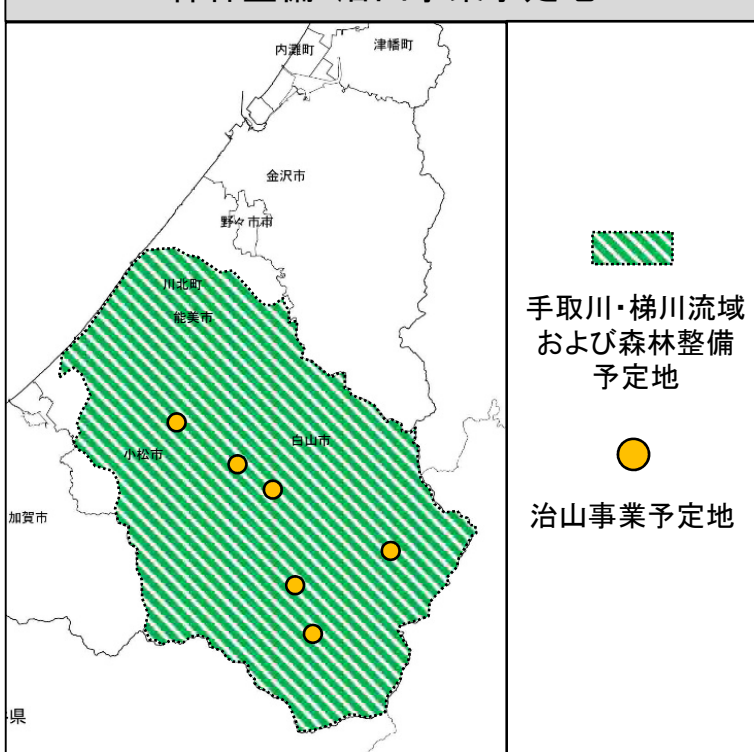 内灘町
津幡町
金沢市
野々市市
川北町
能美市
白山市
小松市
加賀市
県
手取川・梯川流域
および森林整備
予定地
治山事業予定地